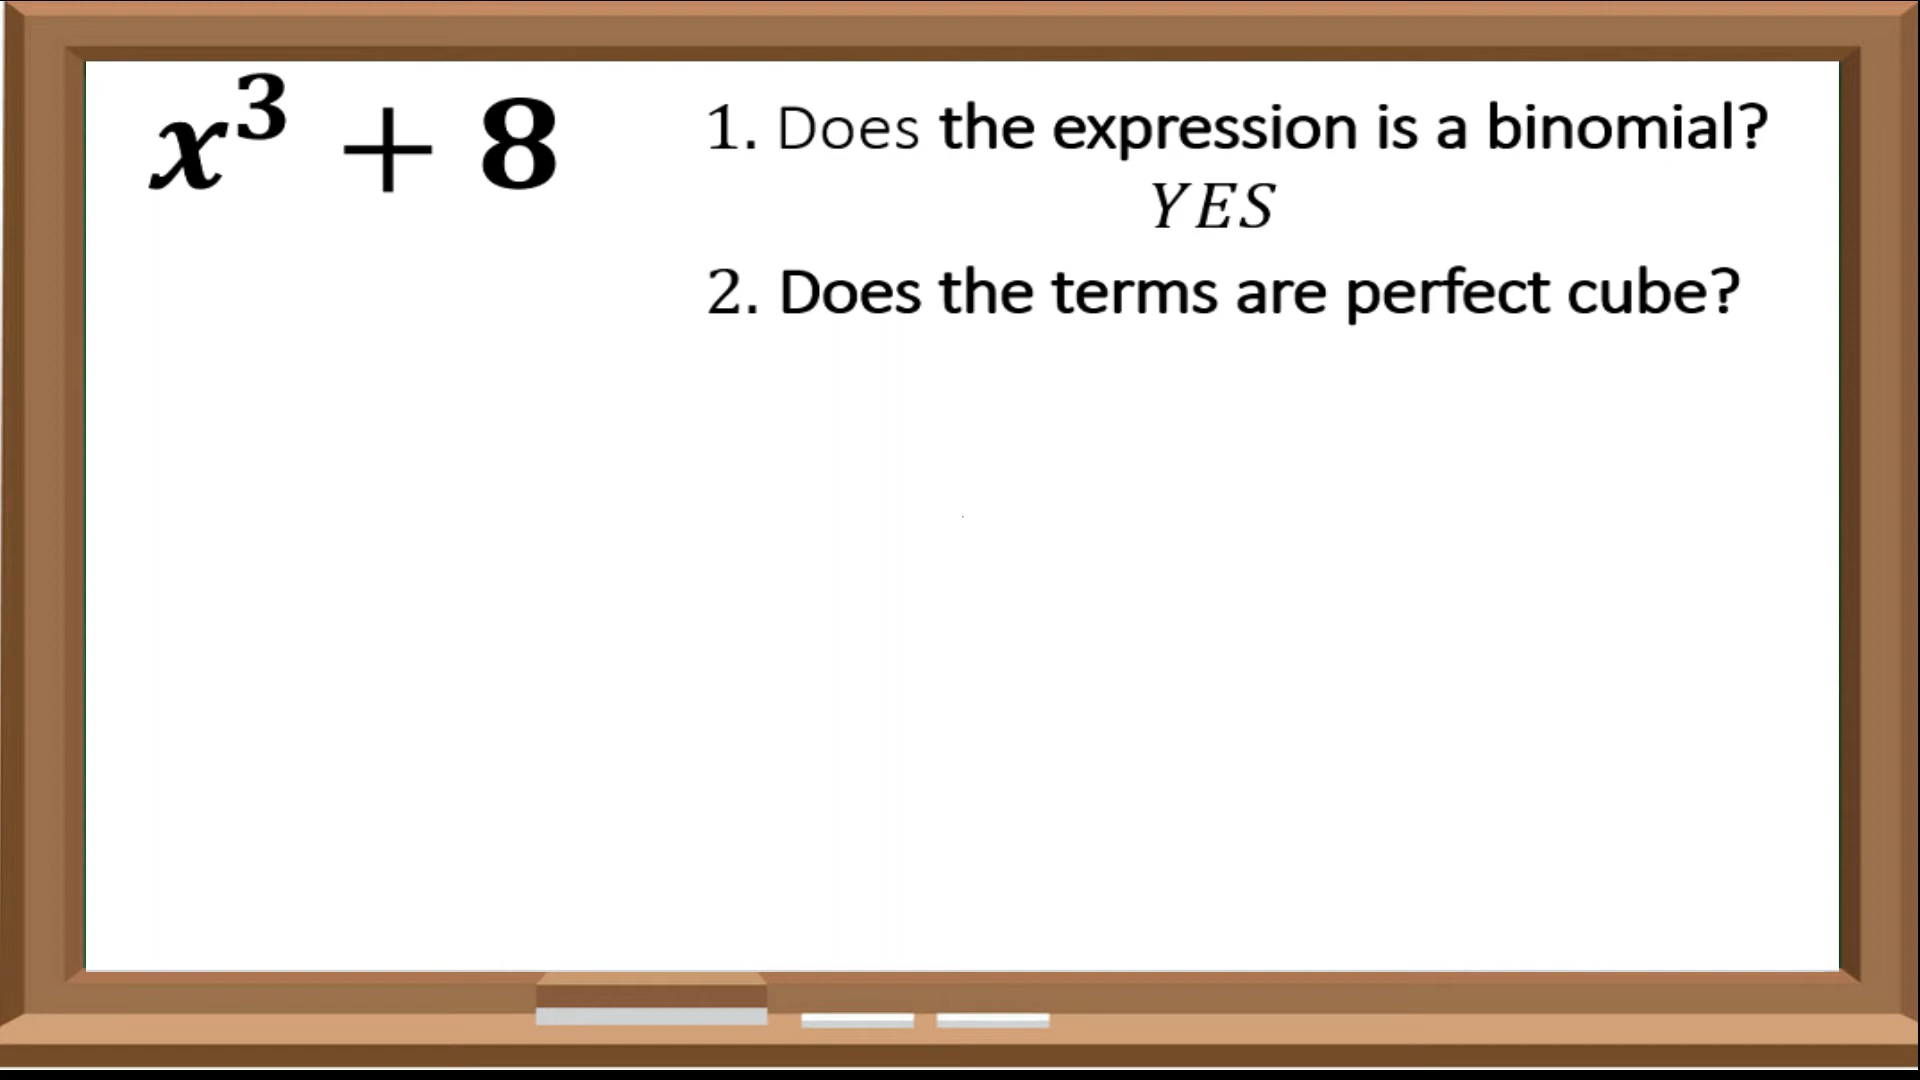 x³ + 8
1. Does the expression is a binomial?
YES
2. Does the terms are perfect cube?